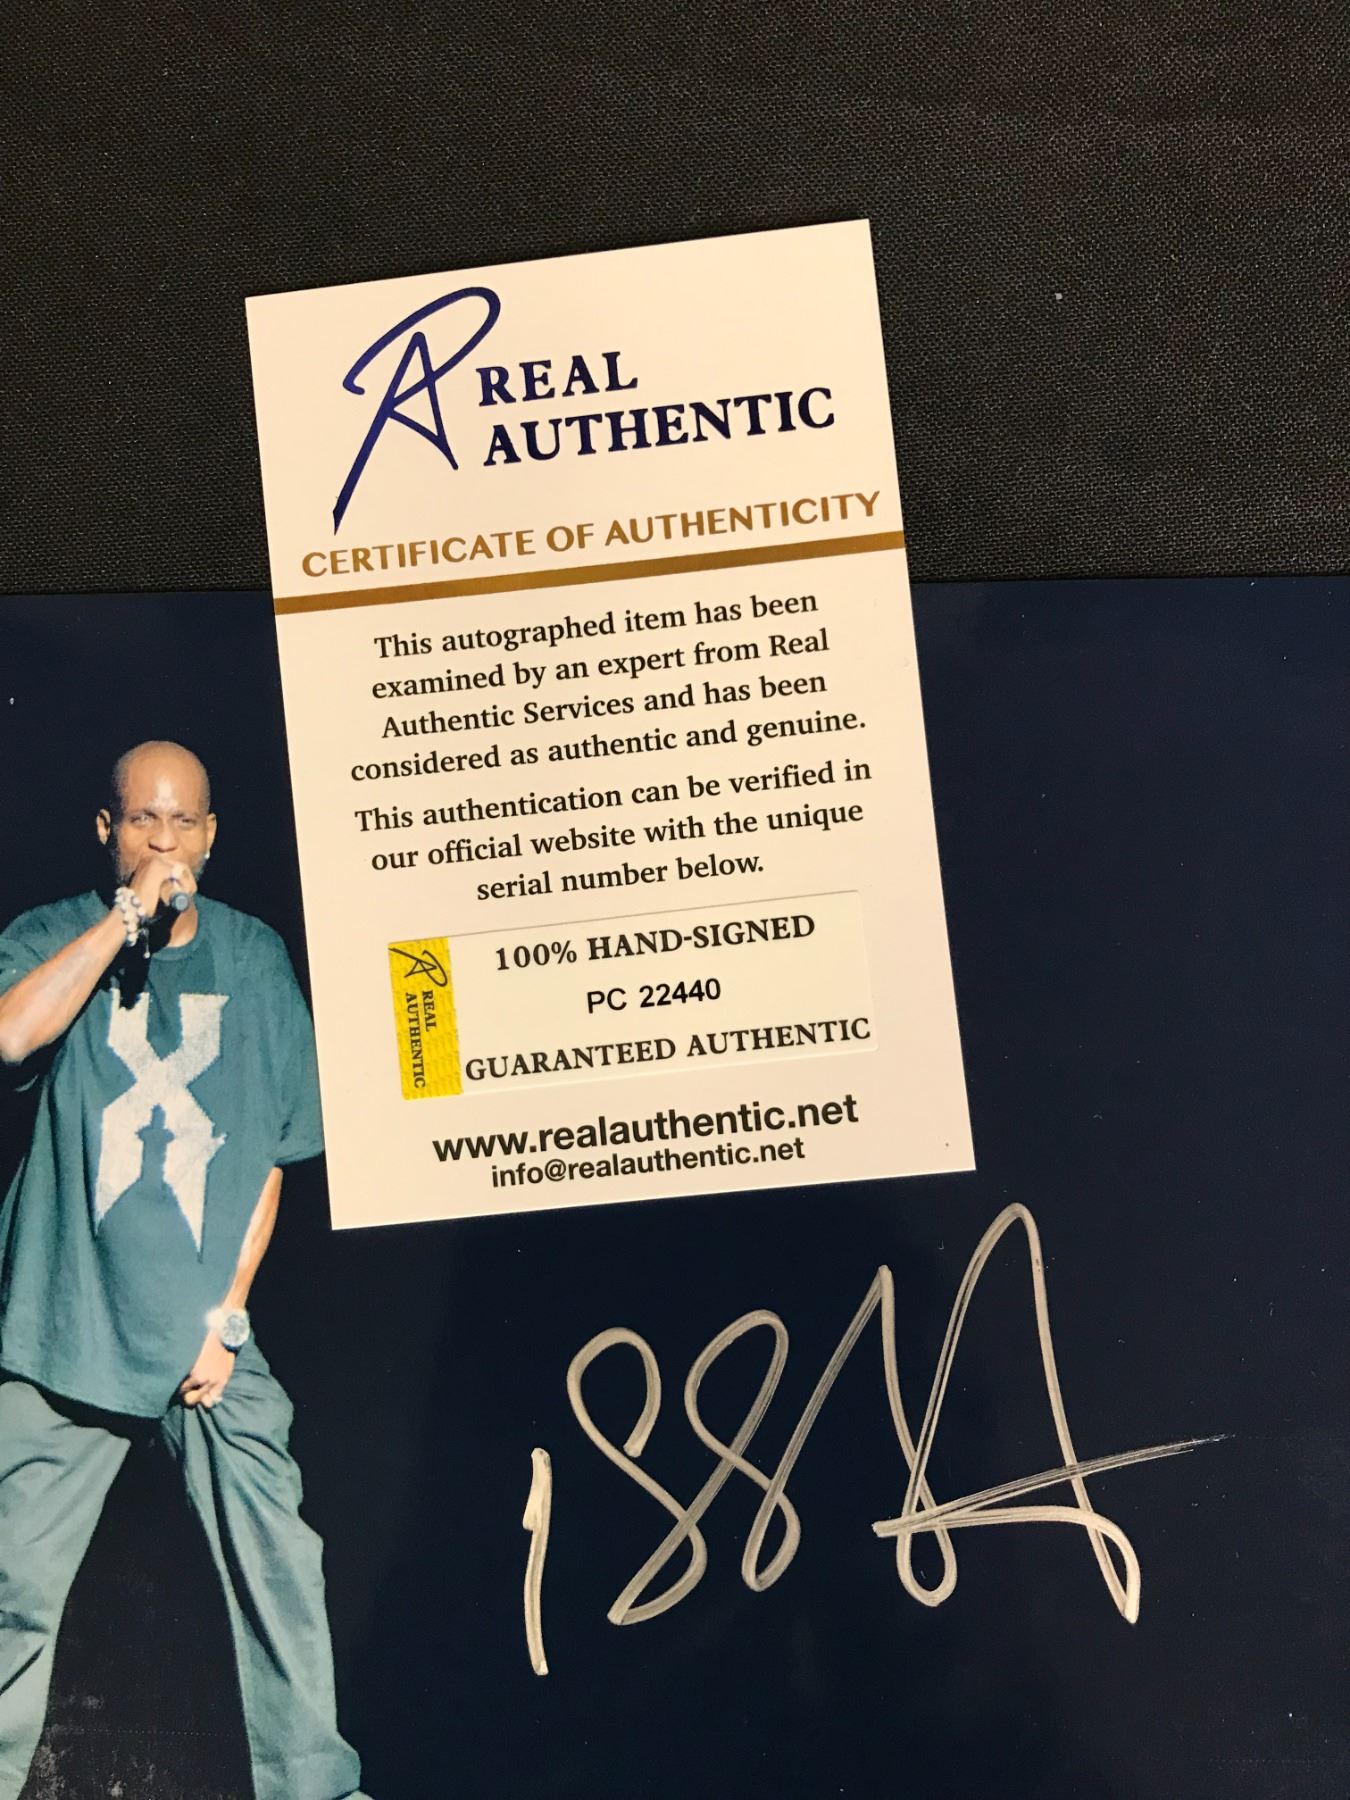 REAL
AUTHENTIC
CERTIFICATE OF AUTHENTICITY
This autographed item has been
examined by an expert from Real
Authentic Services and has been
considered as authentic and genuine.
This authentication can be verified in
our official website with the unique
serial number below.
REAL
AUTHENTIC
100% HAND-SIGNED
PC 22440
GUARANTEED AUTHENTIC
www.realauthentic.net
info@realauthentic.net
X